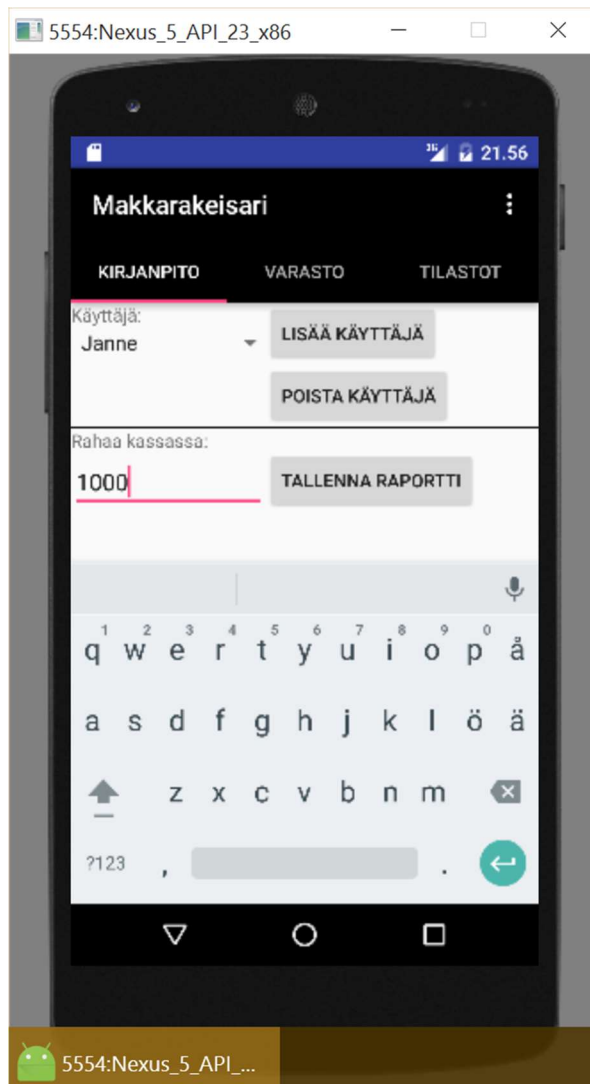 5554:Nexus_5_API_23_x86
3G 21.56
Makkarakeisari
KIRJANPITO VARASTO TILASTOT
Käyttäjä:
Janne LISÄÄ KÄYTTÄJÄ
POISTA KÄYTTÄJÄ
Rahaa kassassa:
1000 TALLENNA RAPORTTI
1 2 3 4 5 6 7 8 9 0
q w e r t y u i o p å
a s d f g h j k l ö ä
z x c v b n m
?123 , .
5554:Nexus_5_API_...